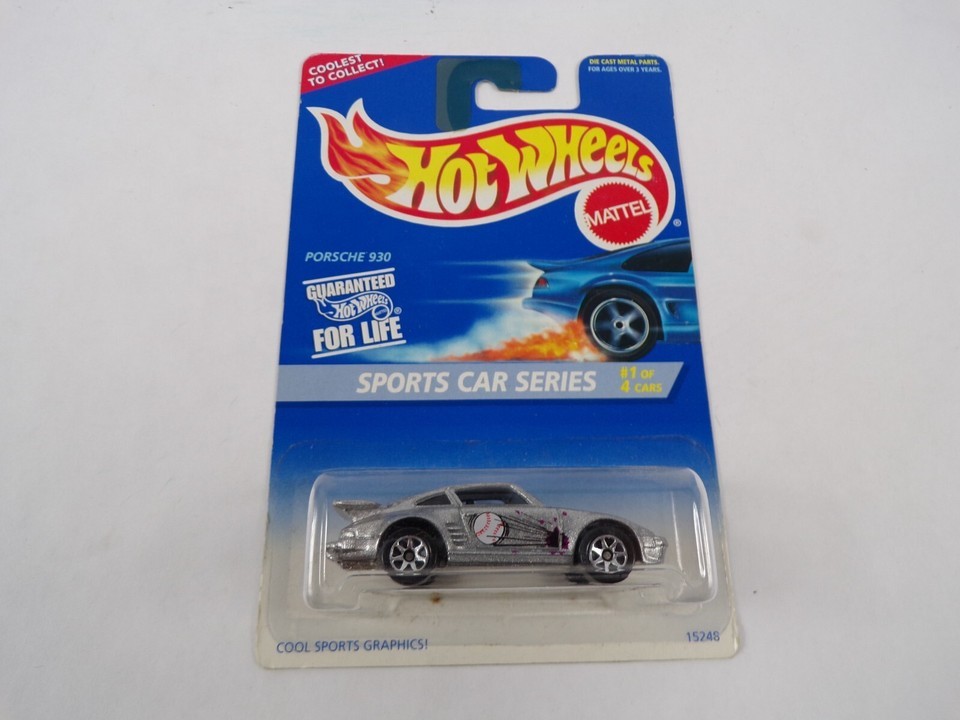 COOLEST
TO COLLECT!
DIE CAST METAL PARTS.
FOR AGES OVER 3 YEARS.
HOT WHEELS
MATTEL
®
PORSCHE 930
GUARANTEED
HOT WHEELS
®
FOR LIFE
SPORTS CAR SERIES
#1 OF
4 CARS
COOL SPORTS GRAPHICS!
15248